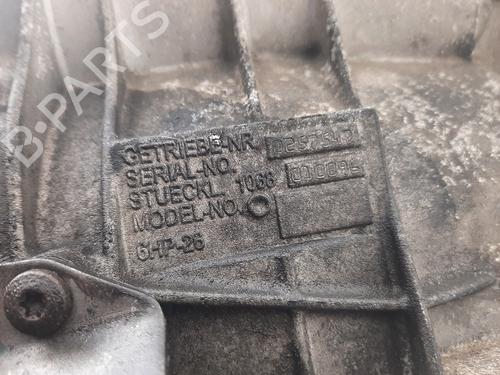 B-PARTS
GETRIEBE-NR.
SERIAL-NO.
STUECKL. 1068
MODEL-NO.
6HP-26